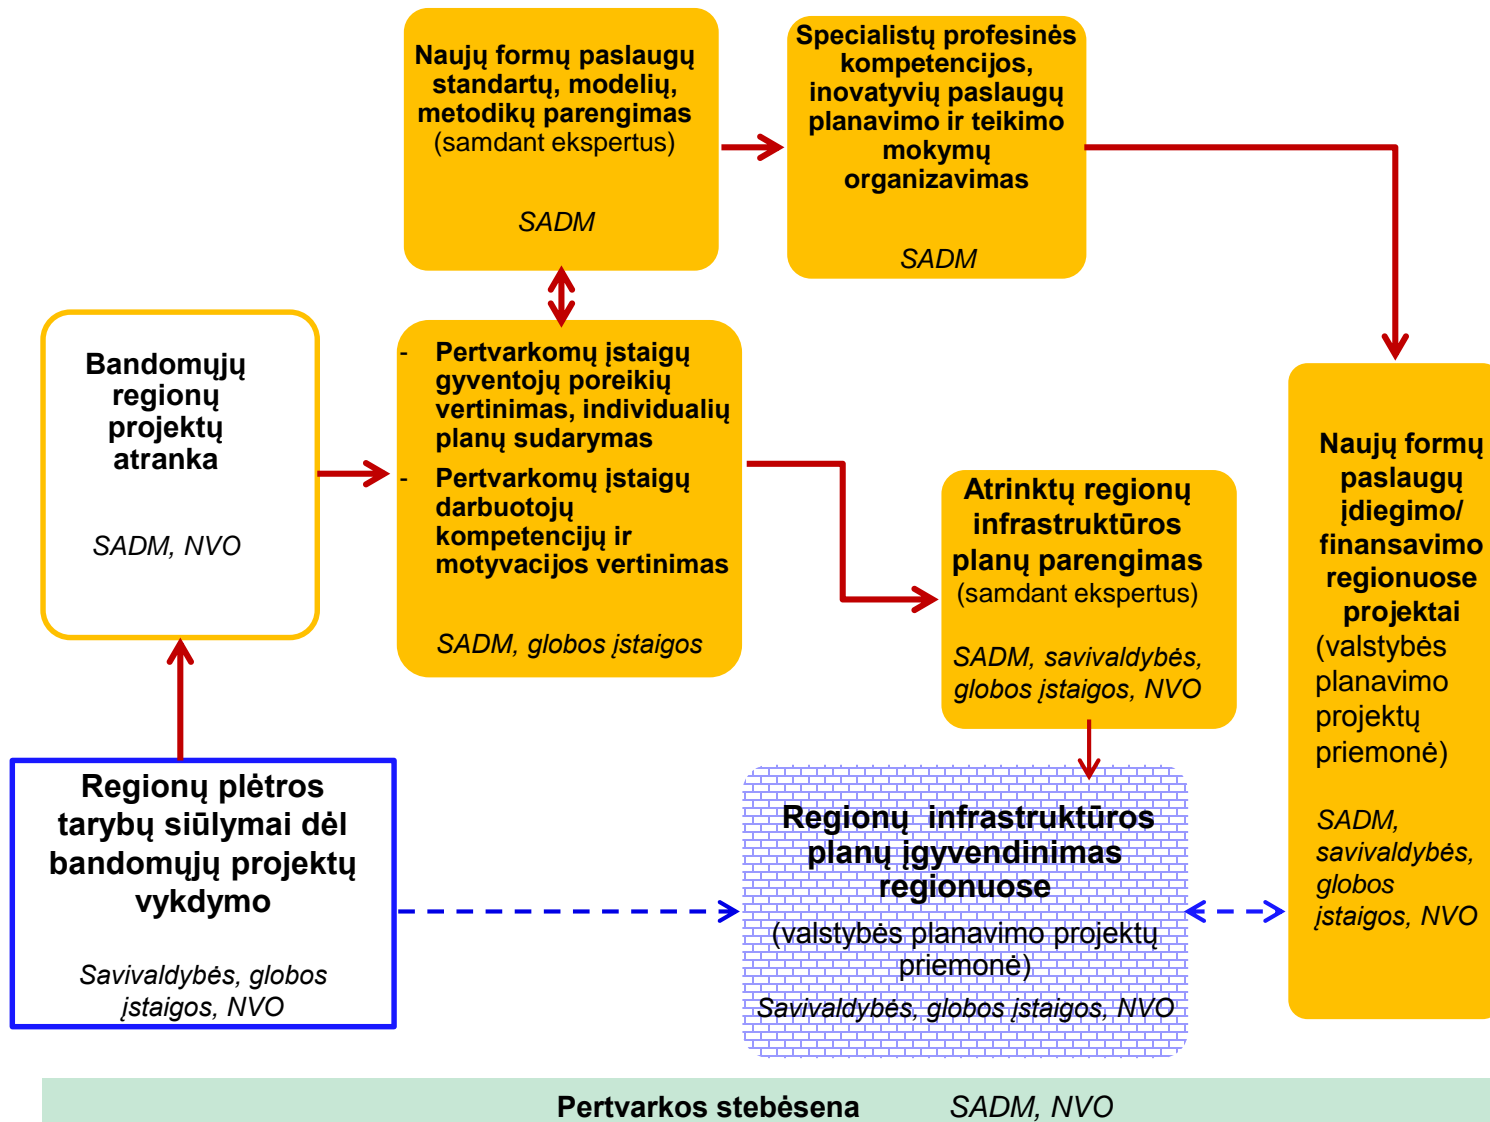 Naujų formų paslaugų
standartų, modelių,
metodikų parengimas
(samdant ekspertus)
SADM
Specialistų profesinės
kompetencijos,
inovatyvių paslaugų
planavimo ir teikimo
mokymų
organizavimas
SADM
Bandomųjų
regionų
projektų
atranka
SADM, NVO
- Pertvarkomų įstaigų
gyventojų poreikių
vertinimas, individualių
planų sudarymas
- Pertvarkomų įstaigų
darbuotojų
kompetencijų ir
motyvacijos vertinimas
SADM, globos įstaigos
Atrinktų regionų
infrastruktūros
planų parengimas
(samdant ekspertus)
SADM, savivaldybės,
globos įstaigos, NVO
Naujų formų
paslaugų
įdiegimo/
finansavimo
regionuose
projektai
(valstybės
planavimo
projektų
priemonė)
SADM,
savivaldybės,
globos
įstaigos, NVO
Regionų plėtros
tarybų siūlymai dėl
bandomųjų projektų
vykdymo
Savivaldybės, globos
įstaigos, NVO
Regionų infrastruktūros
planų įgyvendinimas
regionuose
(valstybės planavimo projektų
priemonė)
Savivaldybės, globos įstaigos, NVO
Pertvarkos stebėsena SADM, NVO